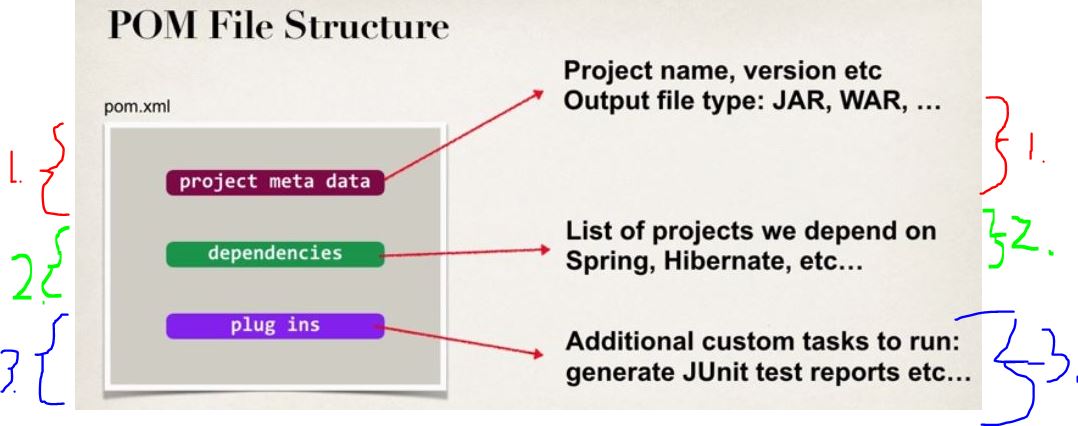 POM File Structure
Project name, version etc
Output file type: JAR, WAR, …
pom.xml
1.
1.
project meta data
List of projects we depend on
Spring, Hibernate, etc…
2.
2.
dependencies
Additional custom tasks to run:
generate JUnit test reports etc…
3.
3.
plug ins